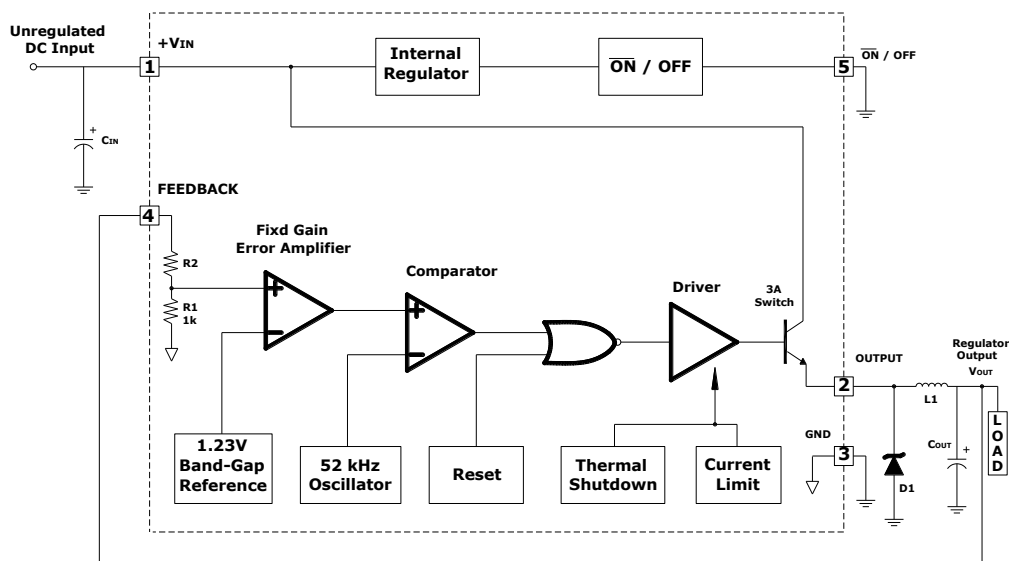 Unregulated
DC Input
+VIN
1
Internal
Regulator
ON / OFF
5
ON / OFF
+
CIN
FEEDBACK
4
R2
R1
1k
Fixd Gain
Error Amplifier
+
−
Comparator
+
−
Driver
3A
Switch
OUTPUT
2
Regulator
Output
VOUT
L1
LOAD
COUT
+
D1
GND
3
1.23V
Band-Gap
Reference
52 kHz
Oscillator
Reset
Thermal
Shutdown
Current
Limit